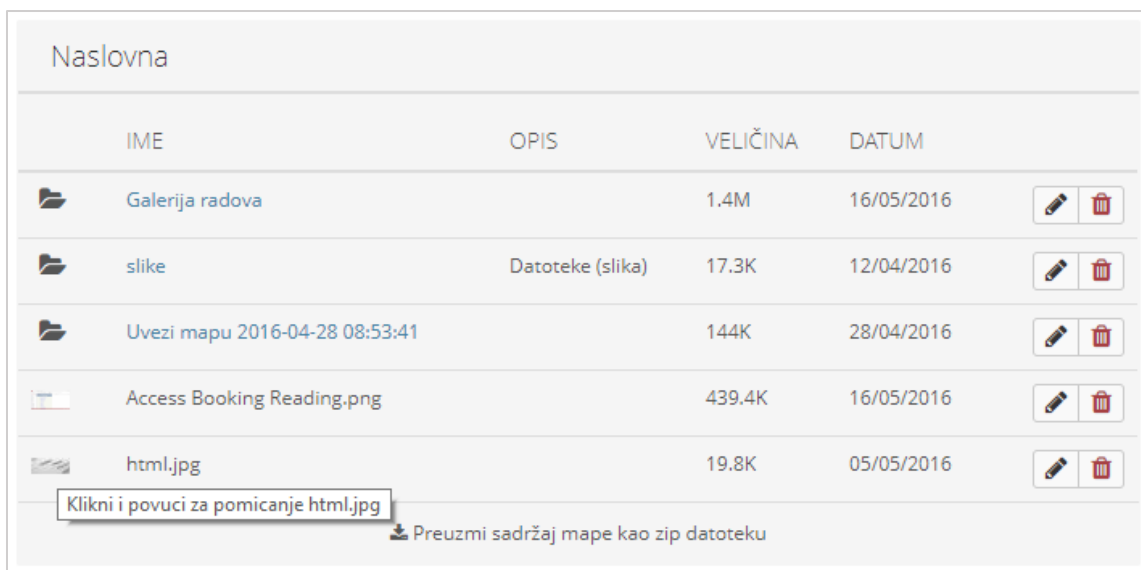 Naslovna
IME OPIS VELIČINA DATUM
Galerija radova 1.4M 16/05/2016
slike Datoteke (slika) 17.3K 12/04/2016
Uvezi mapu 2016-04-28 08:53:41 144K 28/04/2016
Access Booking Reading.png 439.4K 16/05/2016
html.jpg 19.8K 05/05/2016
Klikni i povuci za pomicanje html.jpg
Preuzmi sadržaj mape kao zip datoteku